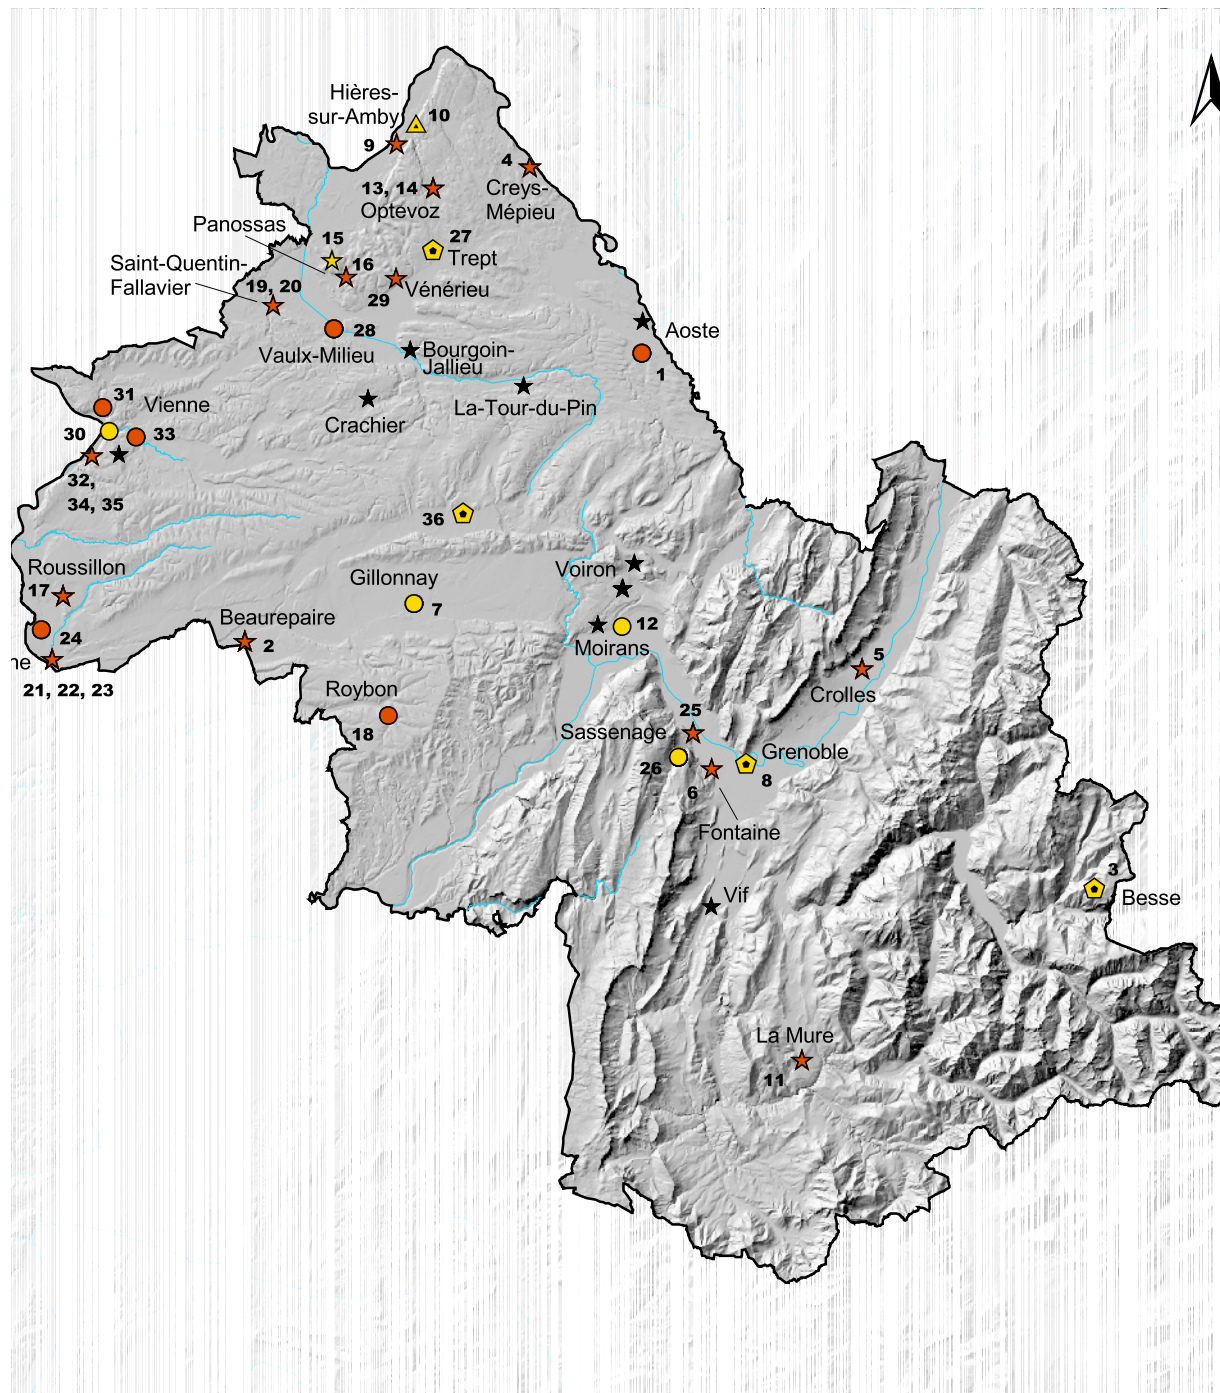 Hières-
sur-Amby
10
9
4
13, 14
Optevoz
Creys-
Mépieu
Panossas
15
27
Trept
Saint-Quentin-
Fallavier
16
19, 20
29
Vénérieu
28
Vaulx-Milieu
Aoste
1
Bourgoin-
Jallieu
La-Tour-du-Pin
Crachier
31
Vienne
30
33
32,
34, 35
36
Roussillon
17
Voiron
Gillonnay
7
Beaurepaire
2
12
Moirans
24
ne
21, 22, 23
5
Crolles
Roybon
18
25
Sassenage
26
Grenoble
8
6
Fontaine
3
Besse
Vif
La Mure
11